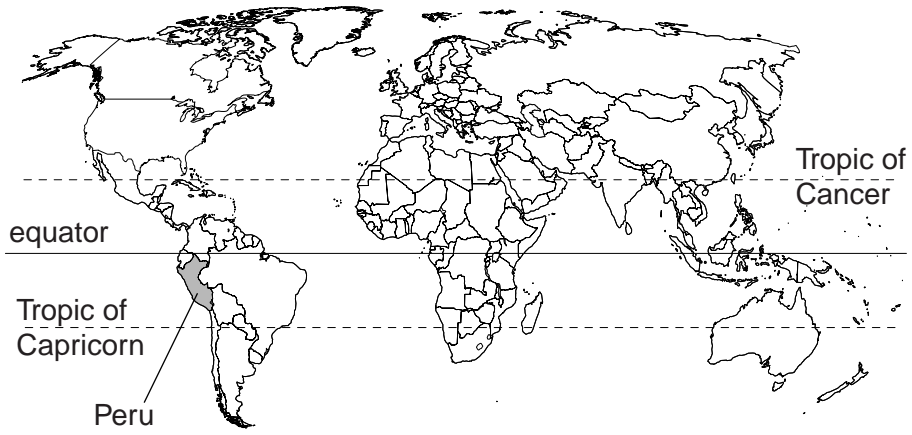 Tropic of
Cancer
equator
Tropic of
Capricorn
Peru